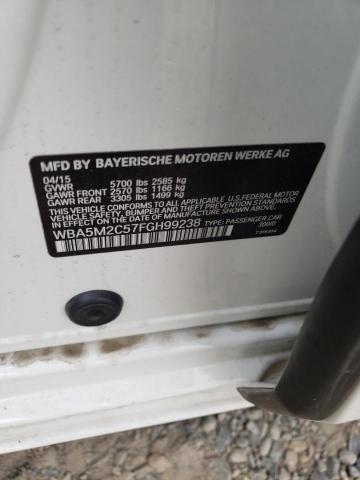 MFD BY BAYERISCHE MOTOREN WERKE AG
04/15
GVWR 5700 lbs 2585 kg
GAWR FRONT 2570 lbs 1166 kg
GAWR REAR 3305 lbs 1499 kg
THIS VEHICLE CONFORMS TO ALL APPLICABLE U.S. FEDERAL MOTOR
VEHICLE SAFETY, BUMPER, AND THEFT PREVENTION STANDARDS
IN EFFECT ON THE DATE OF MANUFACTURE SHOWN ABOVE.
WBA5M2C57FGH99238 TYPE: PASSENGER CAR
300/0